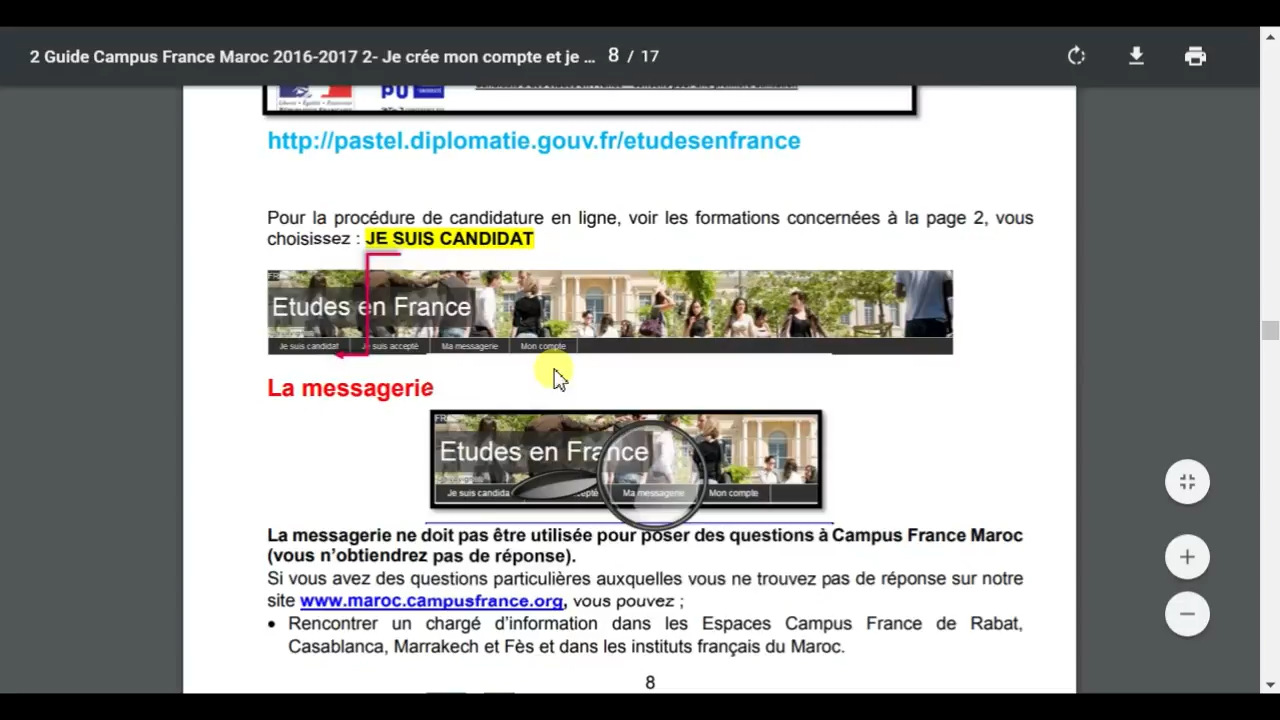 2 Guide Campus France Maroc 2016-2017 2- Je crée mon compte et je ... 8 / 17
http://pastel.diplomatie.gouv.fr/etudesenfrance
Pour la procédure de candidature en ligne, voir les formations concernées à la page 2, vous
choisissez : JE SUIS CANDIDAT
FR
Etudes en France
Je suis candidat Je suis accepté Ma messagerie Mon compte
La messagerie
FR
Etudes en France
Je suis candida cepté Ma messagerie Mon compte
La messagerie ne doit pas être utilisée pour poser des questions à Campus France Maroc
(vous n'obtiendrez pas de réponse).
Si vous avez des questions particulières auxquelles vous ne trouvez pas de réponse sur notre
site www.maroc.campusfrance.org, vous pouvez ;
• Rencontrer un chargé d'information dans les Espaces Campus France de Rabat,
Casablanca, Marrakech et Fès et dans les instituts français du Maroc.
8